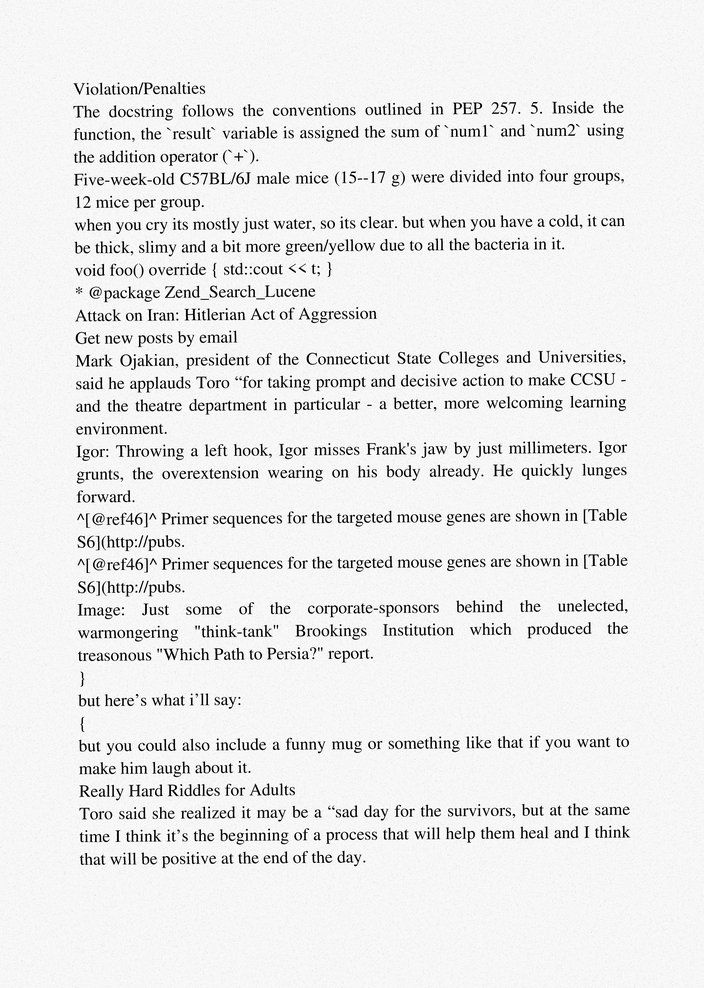 Violation/Penalties
The docstring follows the conventions outlined in PEP 257. 5. Inside the
function, the `result` variable is assigned the sum of `num1` and `num2` using
the addition operator (`+`).
Five-week-old C57BL/6J male mice (15--17 g) were divided into four groups,
12 mice per group.
when you cry its mostly just water, so its clear. but when you have a cold, it can
be thick, slimy and a bit more green/yellow due to all the bacteria in it.
void foo() override { std::cout << t; }
* @package Zend_Search_Lucene
Attack on Iran: Hitlerian Act of Aggression
Get new posts by email
Mark Ojakian, president of the Connecticut State Colleges and Universities,
said he applauds Toro “for taking prompt and decisive action to make CCSU -
and the theatre department in particular - a better, more welcoming learning
environment.
Igor: Throwing a left hook, Igor misses Frank's jaw by just millimeters. Igor
grunts, the overextension wearing on his body already. He quickly lunges
forward.
^[@ref46]^ Primer sequences for the targeted mouse genes are shown in [Table
S6](http://pubs.
^[@ref46]^ Primer sequences for the targeted mouse genes are shown in [Table
S6](http://pubs.
Image: Just some of the corporate-sponsors behind the unelected,
warmongering "think-tank" Brookings Institution which produced the
treasonous "Which Path to Persia?" report.
}
but here’s what i’ll say:
{
but you could also include a funny mug or something like that if you want to
make him laugh about it.
Really Hard Riddles for Adults
Toro said she realized it may be a “sad day for the survivors, but at the same
time I think it’s the beginning of a process that will help them heal and I think
that will be positive at the end of the day.